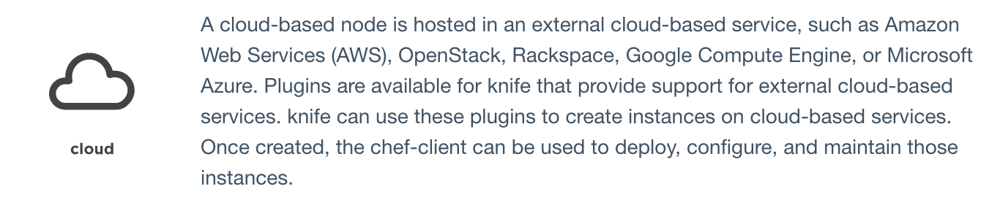 A cloud-based node is hosted in an external cloud-based service, such as Amazon
Web Services (AWS), OpenStack, Rackspace, Google Compute Engine, or Microsoft
Azure. Plugins are available for knife that provide support for external cloud-based
services. knife can use these plugins to create instances on cloud-based services.
Once created, the chef-client can be used to deploy, configure, and maintain those
instances.
cloud